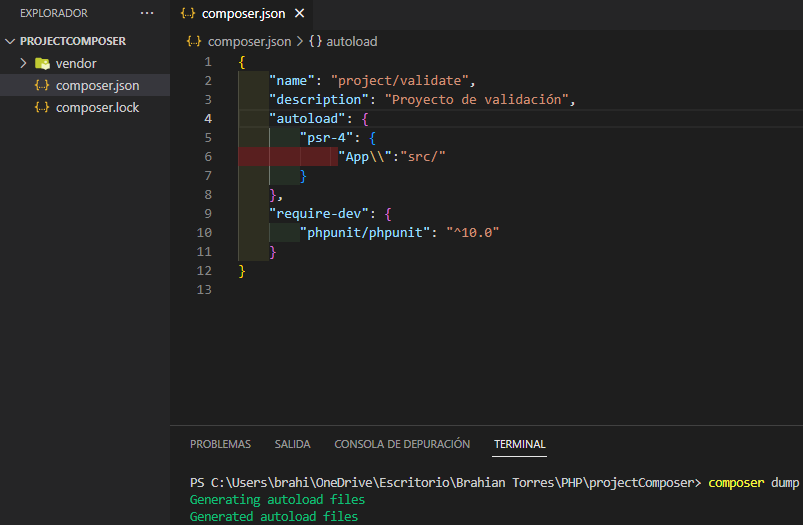 EXPLORADOR ···
PROJECTCOMPOSER
vendor
{··} composer.json
{··} composer.lock
{··} composer.json ×
{··} composer.json > {} autoload
1 {
2 "name": "project/validate",
3 "description": "Proyecto de validación",
4 "autoload": {
5 "psr-4": {
6 "App\\":"src/"
7 }
8 },
9 "require-dev": {
10 "phpunit/phpunit": "^10.0"
11 }
12 }
13
PROBLEMAS SALIDA CONSOLA DE DEPURACIÓN TERMINAL
PS C:\Users\brahi\OneDrive\Escritorio\Brahian Torres\PHP\projectComposer> composer dump
Generating autoload files
Generated autoload files